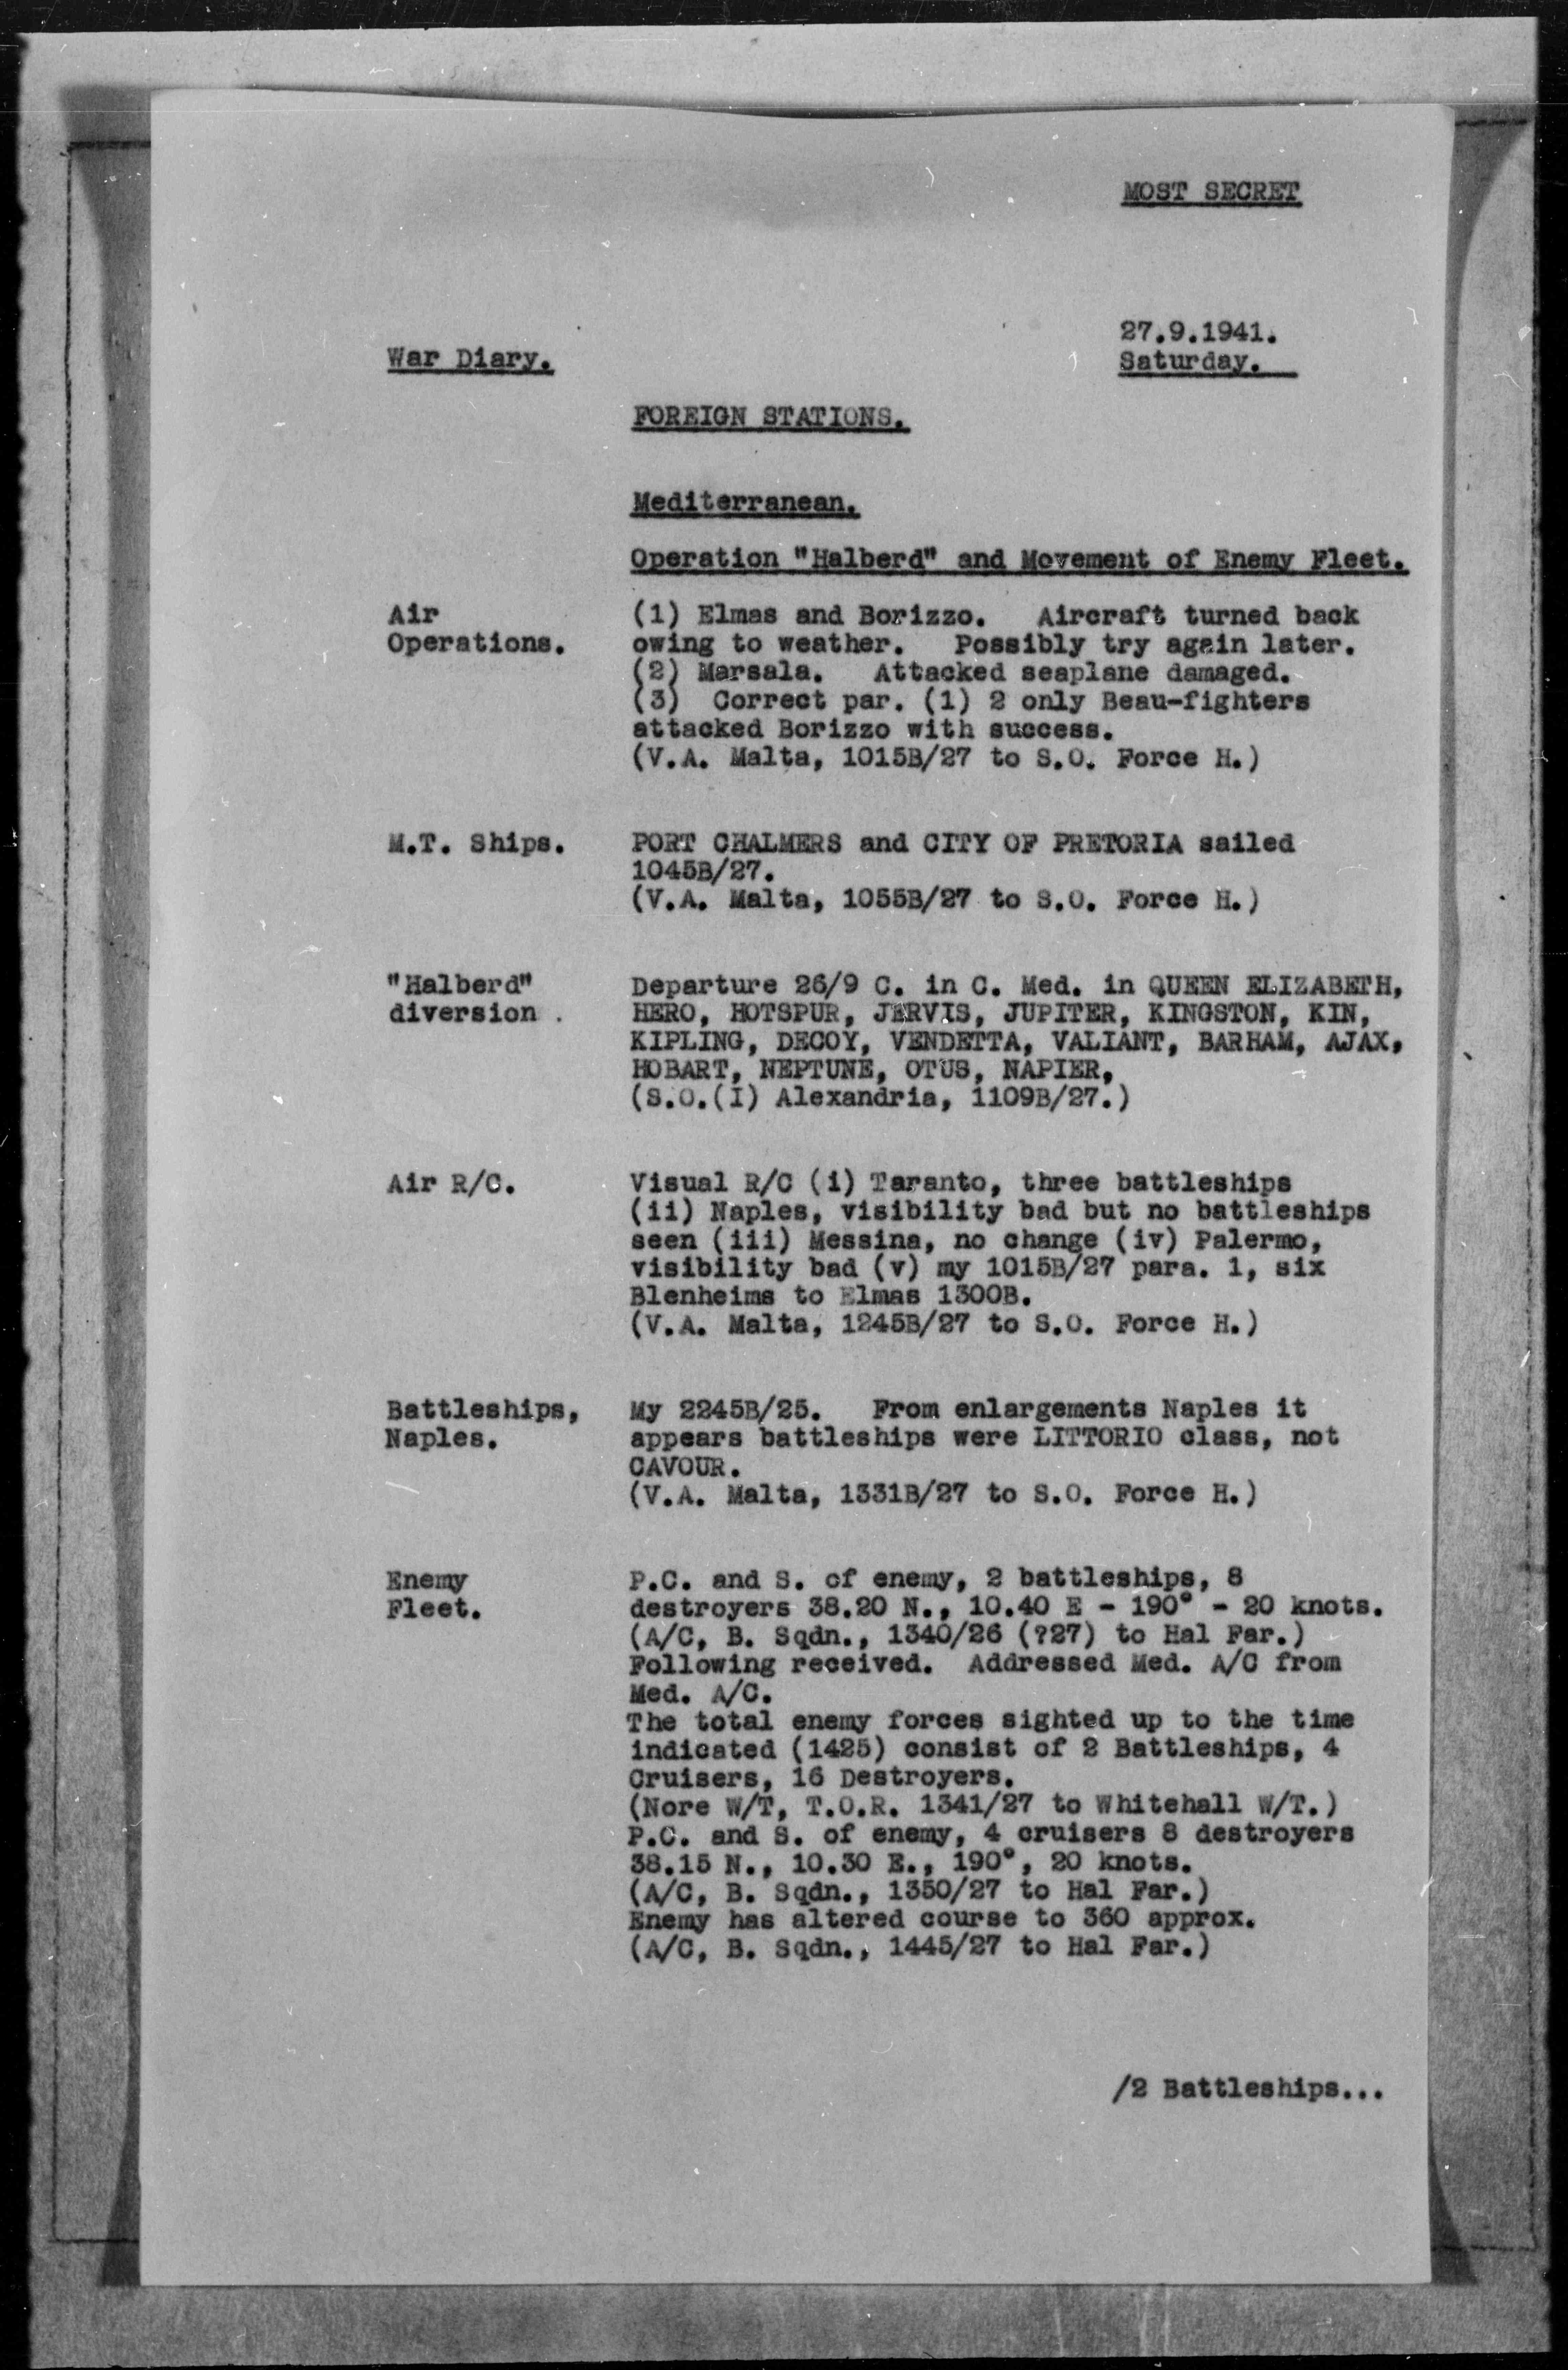 MOST SECRET
27.9.1941.
War Diary.
Saturday.
FOREIGN STATIONS.
Mediterranean.
Operation "Halberd" and Movement of Enemy Fleet.
Air Operations.
(1) Elmas and Borizzo. Aircraft turned back
owing to weather. Possibly try again later.
(2) Marsala. Attacked seaplane damaged.
(3) Correct par. (1) 2 only Beau-fighters
attacked Borizzo with success.
(V.A. Malta, 1015B/27 to S.O. Force H.)
M.T. Ships.
PORT CHALMERS and CITY OF PRETORIA sailed
1045B/27.
(V.A. Malta, 1055B/27 to S.O. Force H.)
"Halberd"
diversion .
Departure 26/9 C. in C. Med. in QUEEN ELIZABETH,
HERO, HOTSPUR, JERVIS, JUPITER, KINGSTON, KIN,
KIPLING, DECOY, VENDETTA, VALIANT, BARHAM, AJAX,
HOBART, NEPTUNE, OTUS, NAPIER,
(S.O.(I) Alexandria, 1109B/27.)
Air R/C.
Visual R/C (i) Taranto, three battleships
(ii) Naples, visibility bad but no battleships
seen (iii) Messina, no change (iv) Palermo,
visibility bad (v) my 1015B/27 para. 1, six
Blenheims to Elmas 1300B.
(V.A. Malta, 1245B/27 to S.O. Force H.)
Battleships,
Naples.
My 2245B/25. From enlargements Naples it
appears battleships were LITTORIO class, not
CAVOUR.
(V.A. Malta, 1331B/27 to S.O. Force H.)
Enemy
Fleet.
P.C. and S. of enemy, 2 battleships, 8
destroyers 38.20 N., 10.40 E - 190° - 20 knots.
(A/C, B. Sqdn., 1340/26 (?27) to Hal Far.)
Following received. Addressed Med. A/C from
Med. A/C.
The total enemy forces sighted up to the time
indicated (1425) consist of 2 Battleships, 4
Cruisers, 16 Destroyers.
(Nore W/T, T.O.R. 1341/27 to Whitehall W/T.)
P.C. and S. of enemy, 4 cruisers 8 destroyers
38.15 N., 10.30 E., 190°, 20 knots.
(A/C, B. Sqdn., 1350/27 to Hal Far.)
Enemy has altered course to 360 approx.
(A/C, B. Sqdn., 1445/27 to Hal Far.)
/2 Battleships...